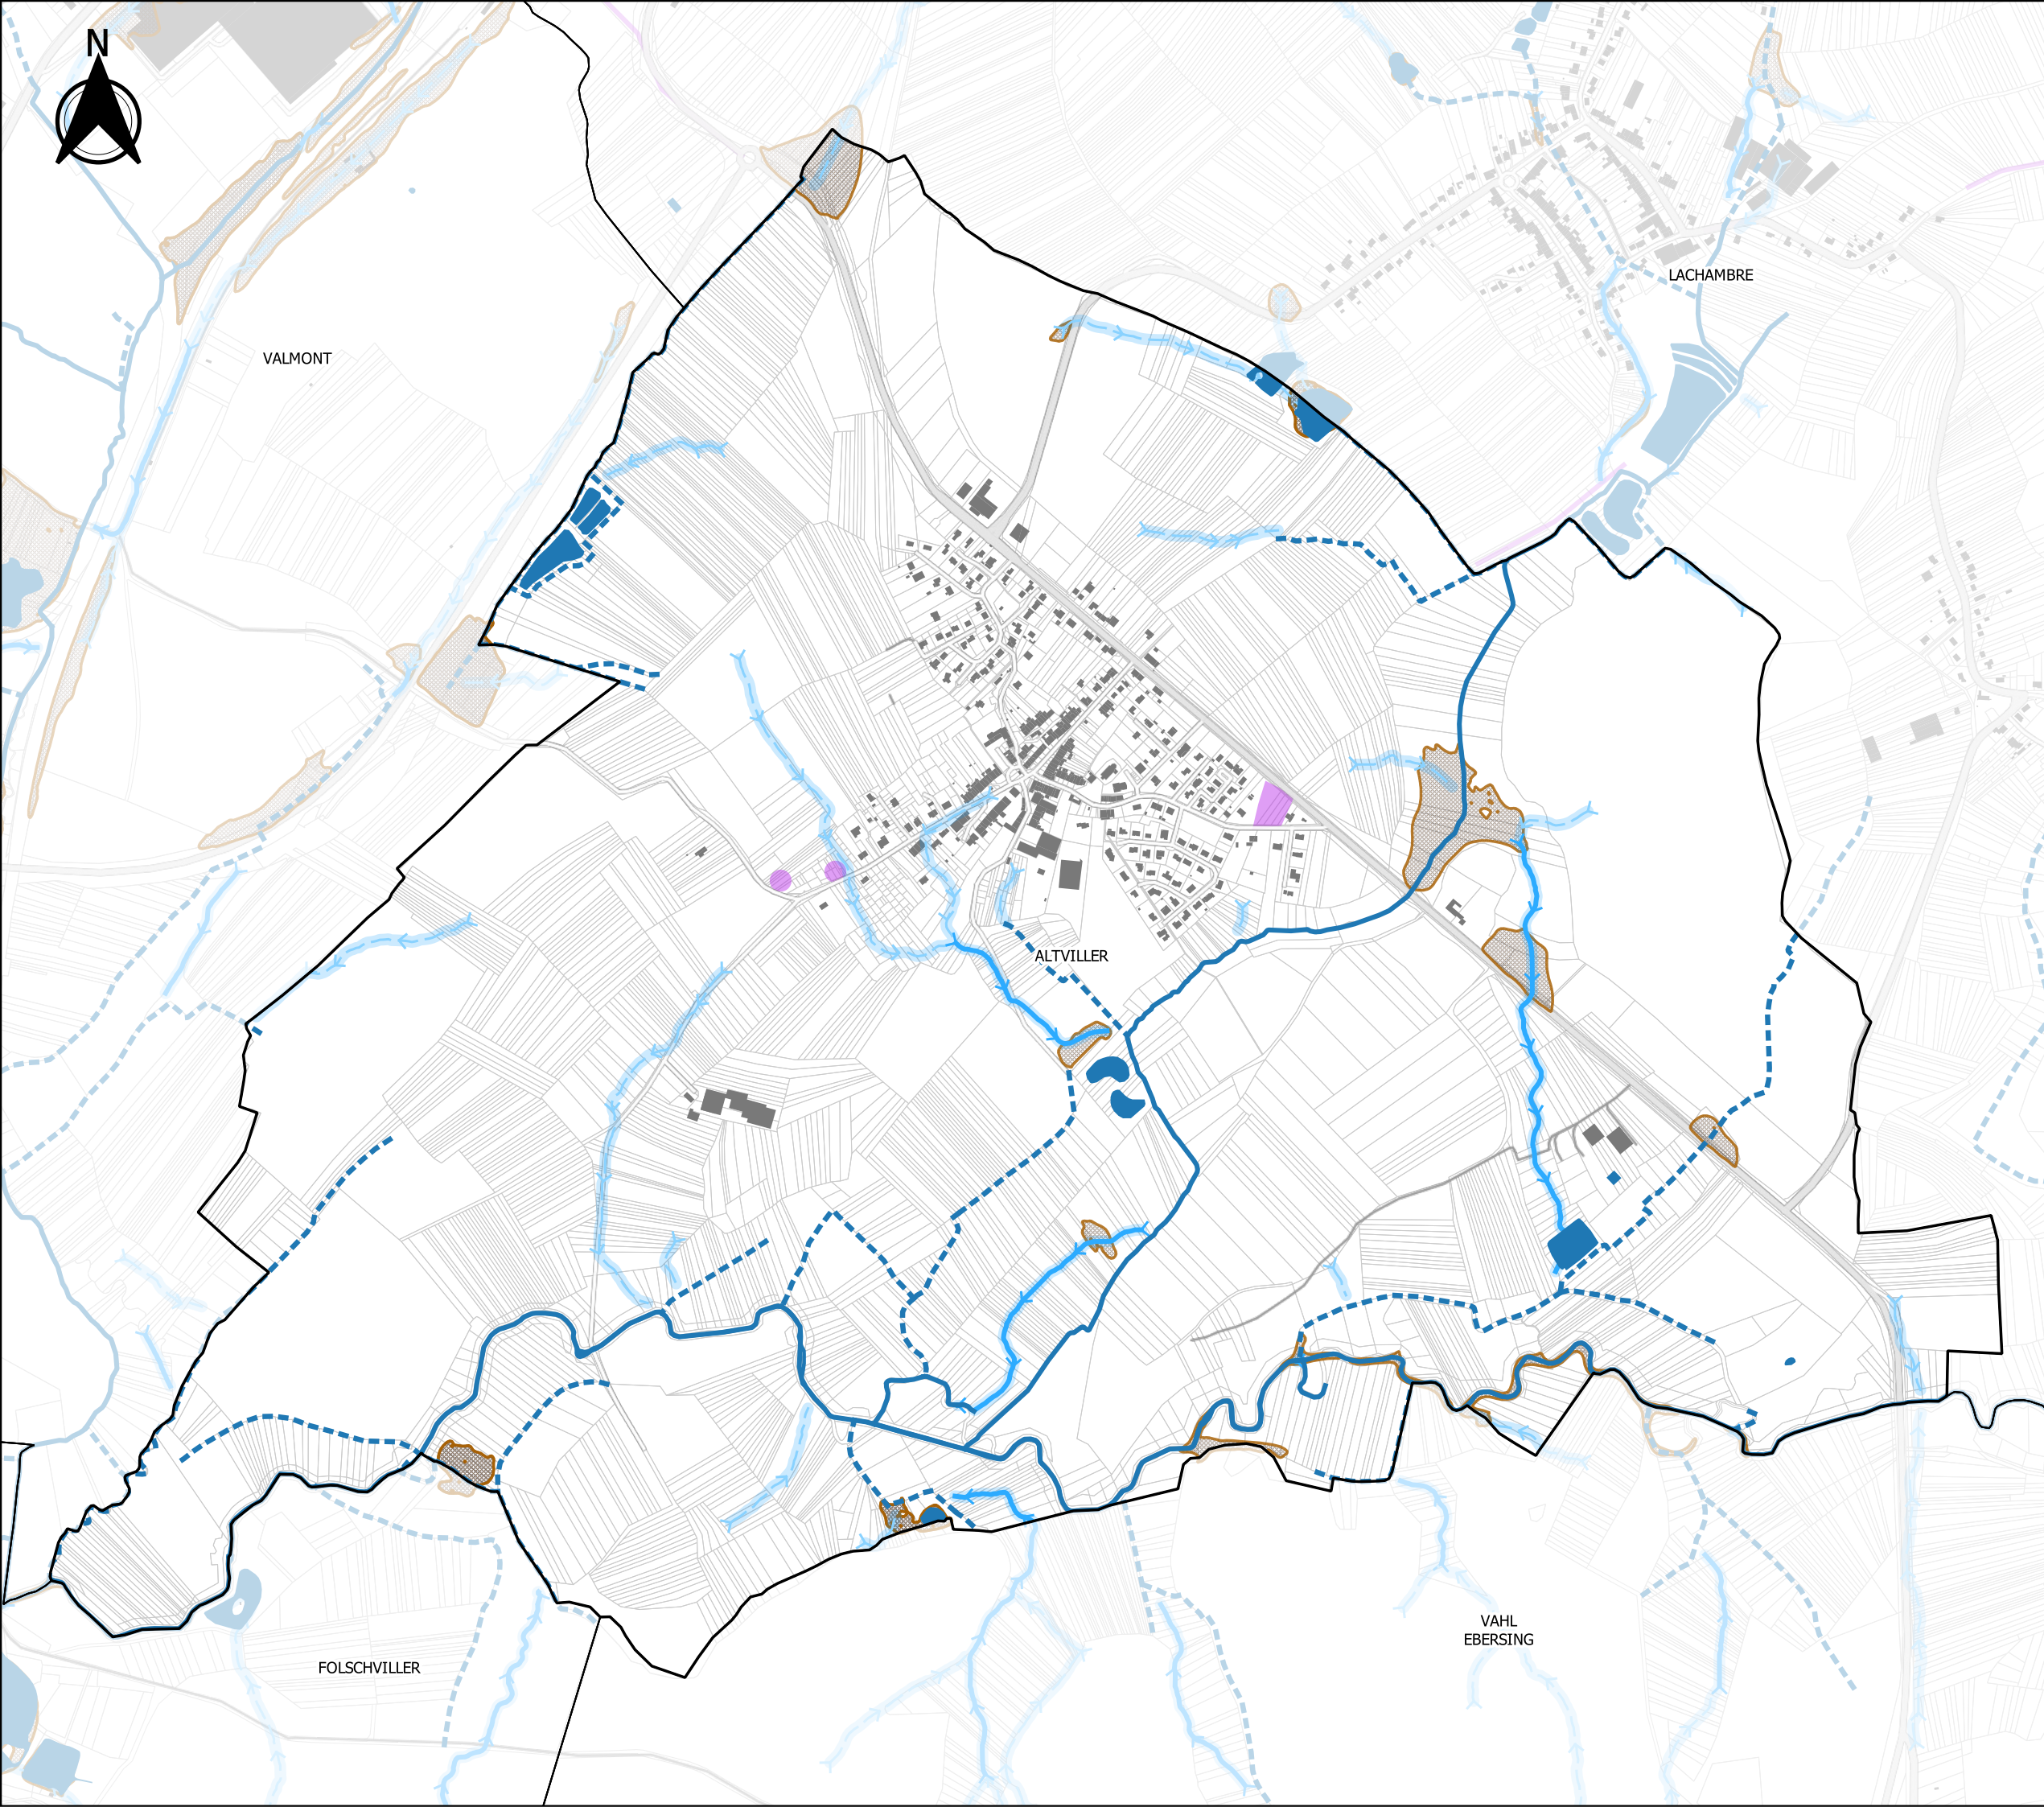 N
LACHAMBRE
VALMONT
ALTVILLER
VAHL
EBERSING
FOLSCHVILLER